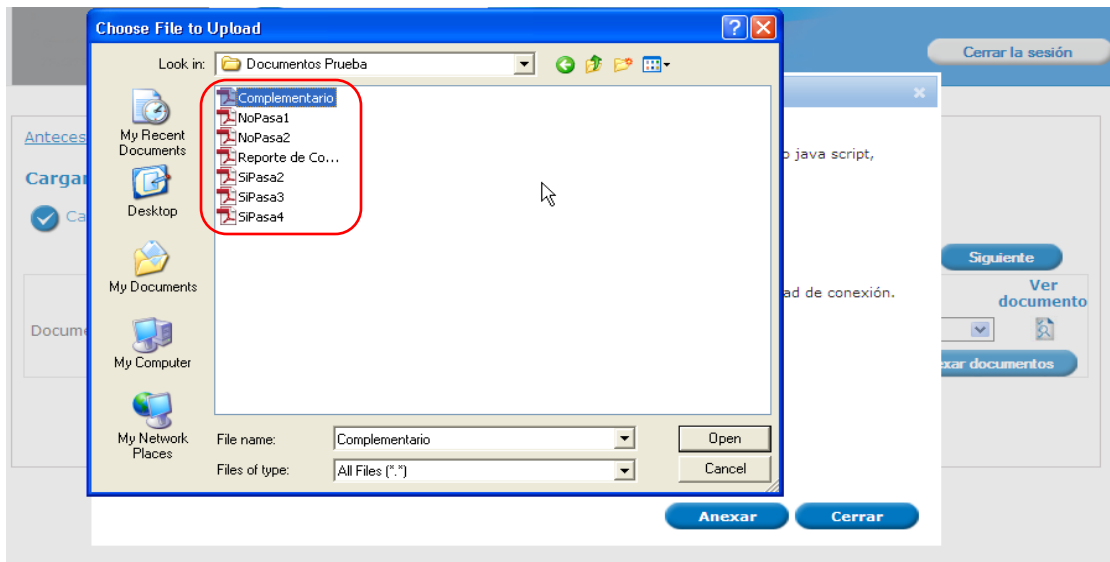 Choose File to Upload
Look in: Documentos Prueba
Cerrar la sesión
My Recent Documents
Desktop
My Documents
My Computer
My Network Places
Complementario
NoPasa1
NoPasa2
Reporte de Co...
SiPasa2
SiPasa3
SiPasa4
File name: Complementario Open
Files of type: All Files (*.*) Cancel
Anteces
Cargar
Ca
Docume
o java script,
ad de conexión.
Siguiente
Ver
documento
exar documentos
Anexar Cerrar